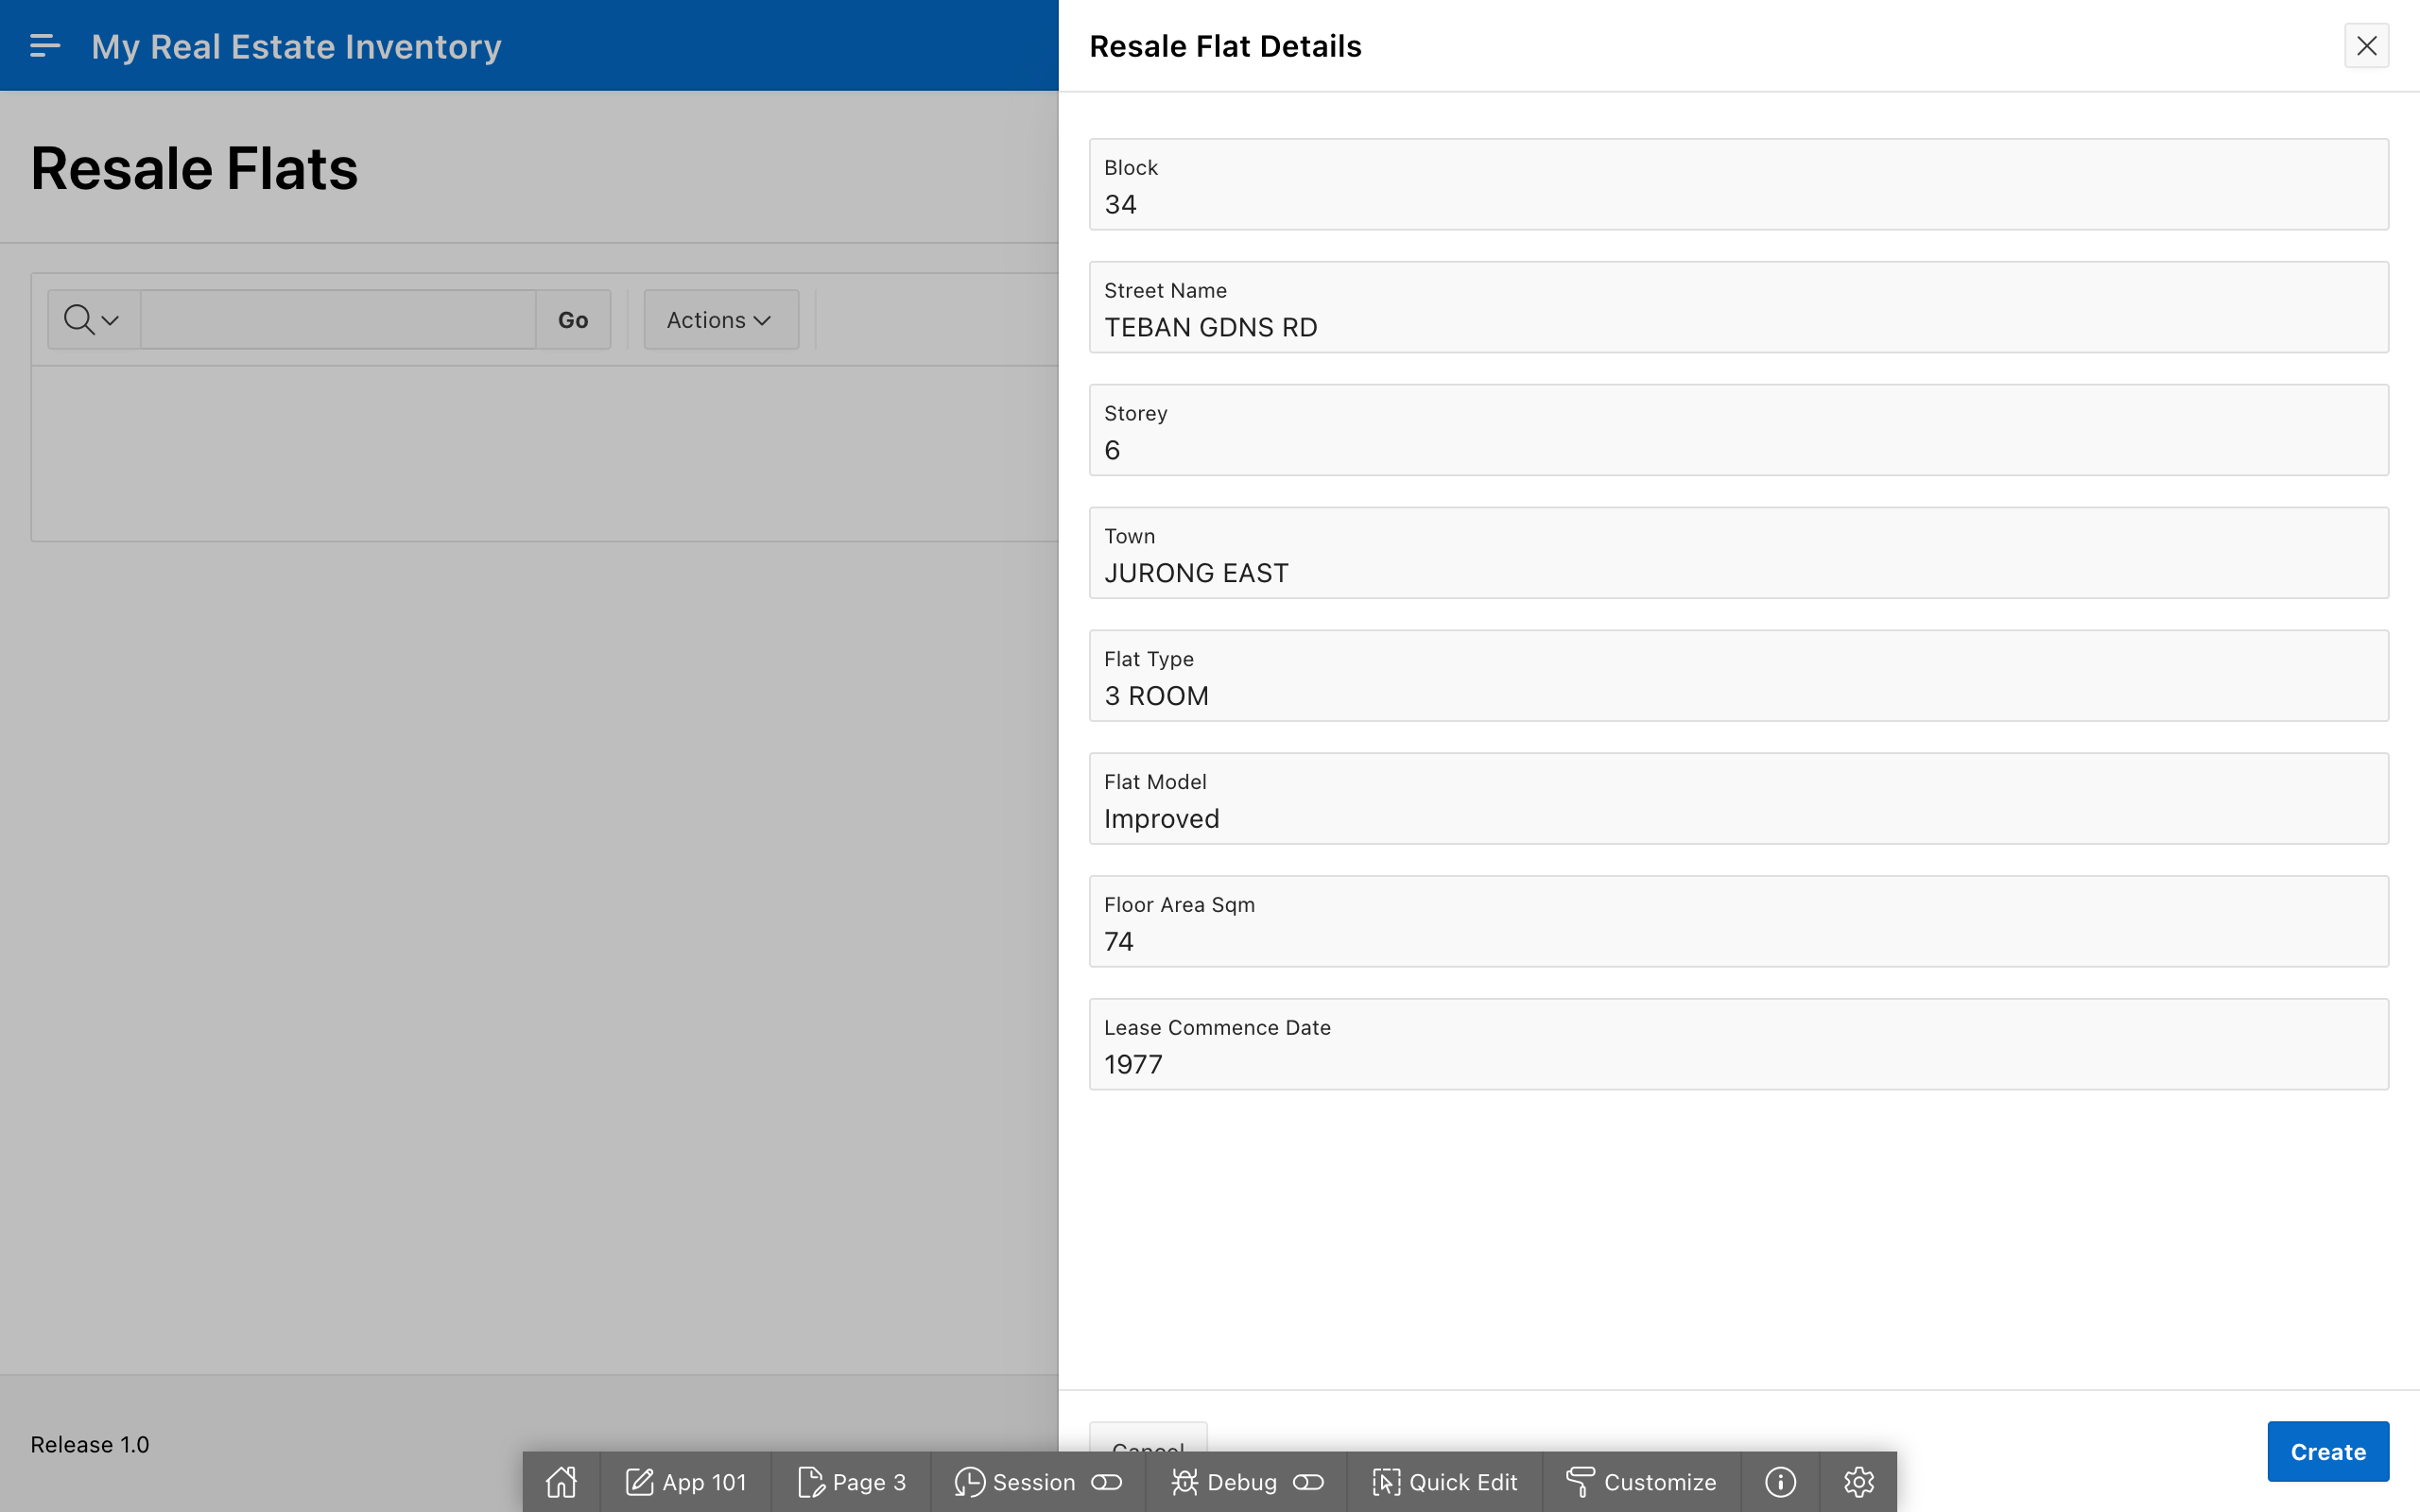 My Real Estate Inventory
Resale Flats
Go
Actions
Release 1.0
Resale Flat Details
Block
34
Street Name
TEBAN GDNS RD
Storey
6
Town
JURONG EAST
Flat Type
3 ROOM
Flat Model
Improved
Floor Area Sqm
74
Lease Commence Date
1977
Cancel
Create
App 101
Page 3
Session
Debug
Quick Edit
Customize